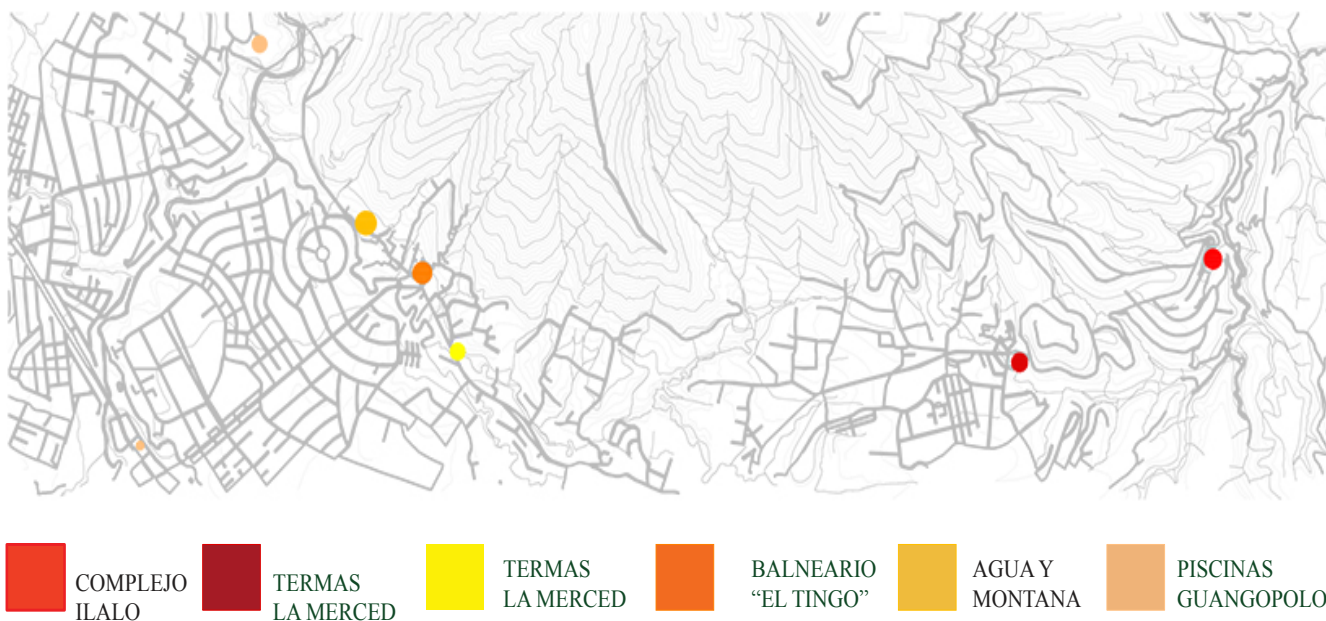 COMPLEJO
ILALO
TERMAS
LA MERCED
TERMAS
LA MERCED
BALNEARIO
“EL TINGO”
AGUA Y
MONTANA
PISCINAS
GUANGOPOLO